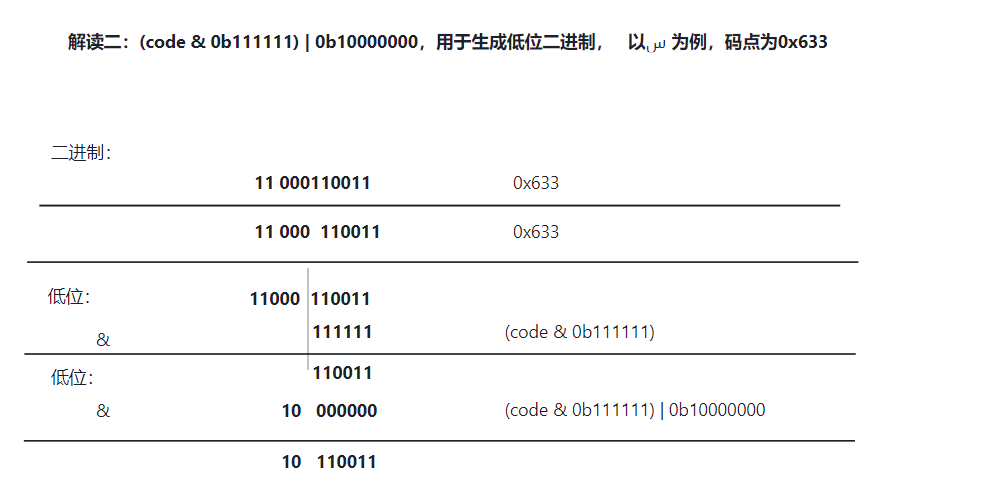 解读二：(code & 0b111111) | 0b10000000，用于生成低位二进制， 以س 为例，码点为0x633
二进制：
11 000110011 0x633
11 000 110011 0x633
低位： 11000 110011
& 111111 (code & 0b111111)
低位： 110011
& 10 000000 (code & 0b111111) | 0b10000000
10 110011